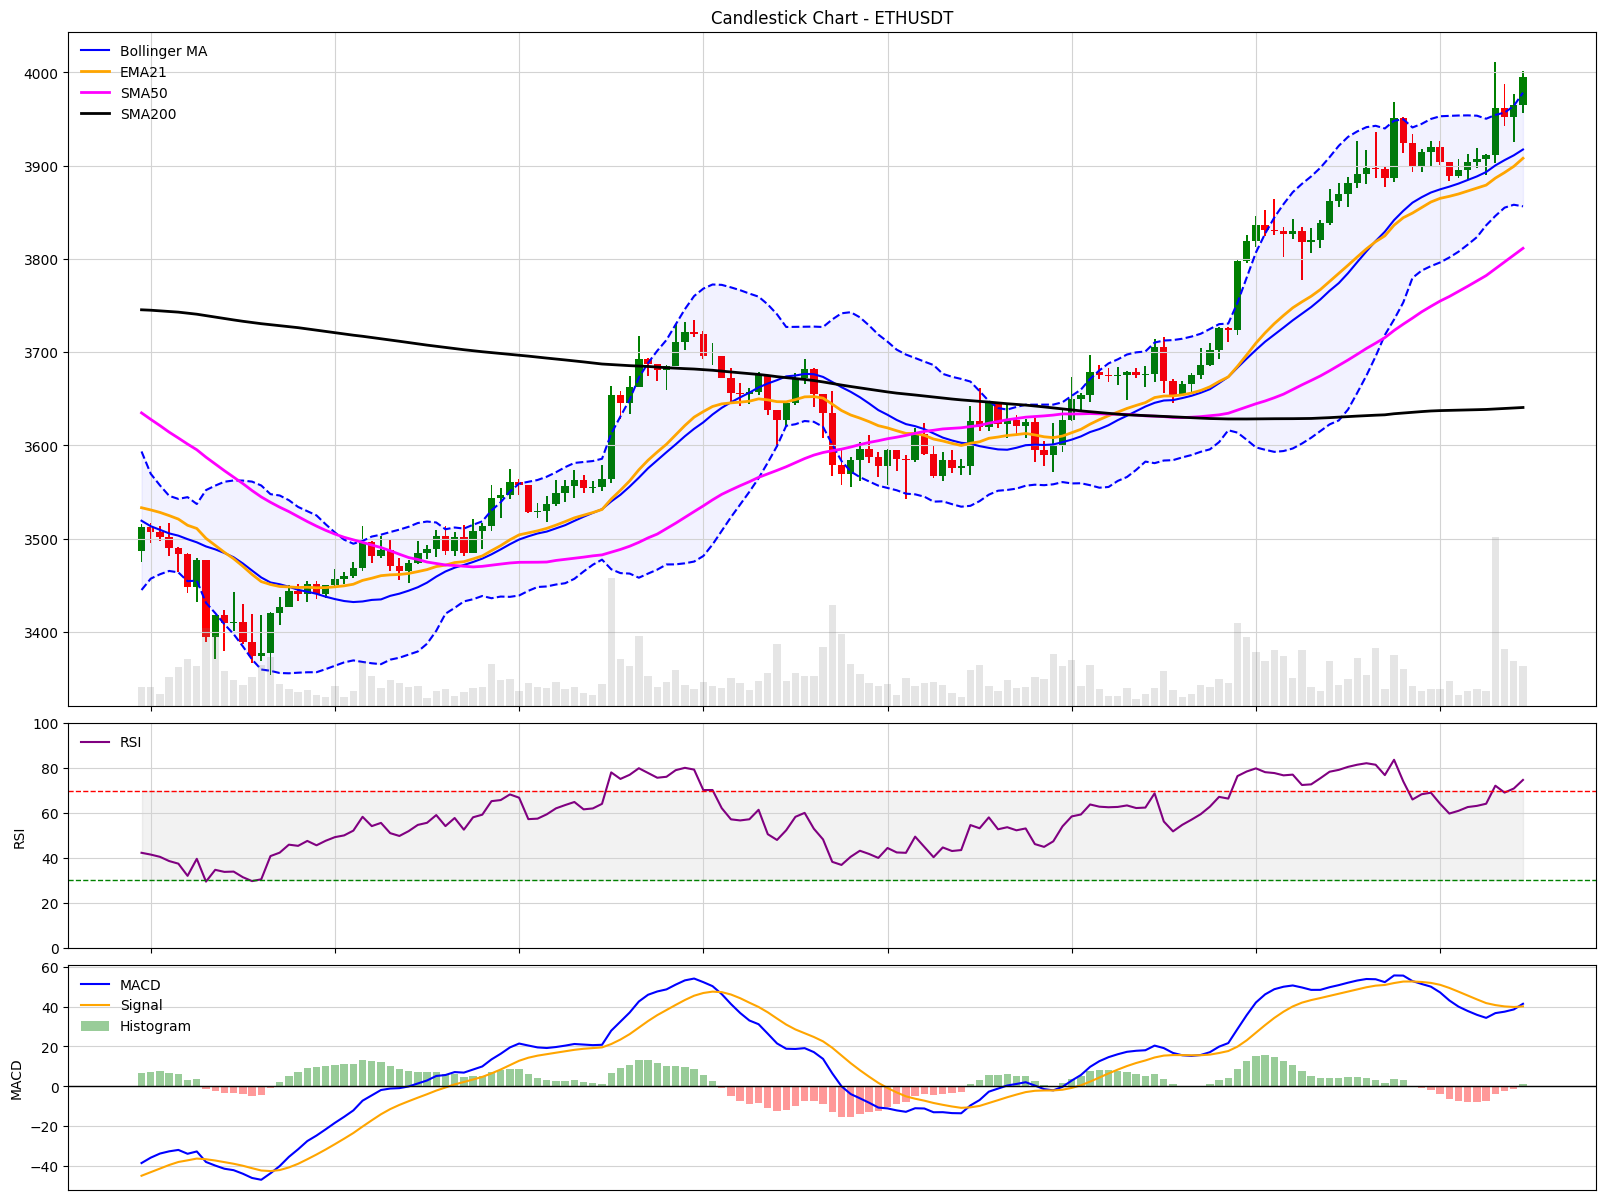 Candlestick Chart - ETHUSDT
Bollinger MA
EMA21
SMA50
SMA200
4000
3900
3800
3700
3600
3500
3400
RSI
100
80
60
40
20
0
RSI
MACD
Signal
Histogram
60
40
20
0
−20
−40
MACD